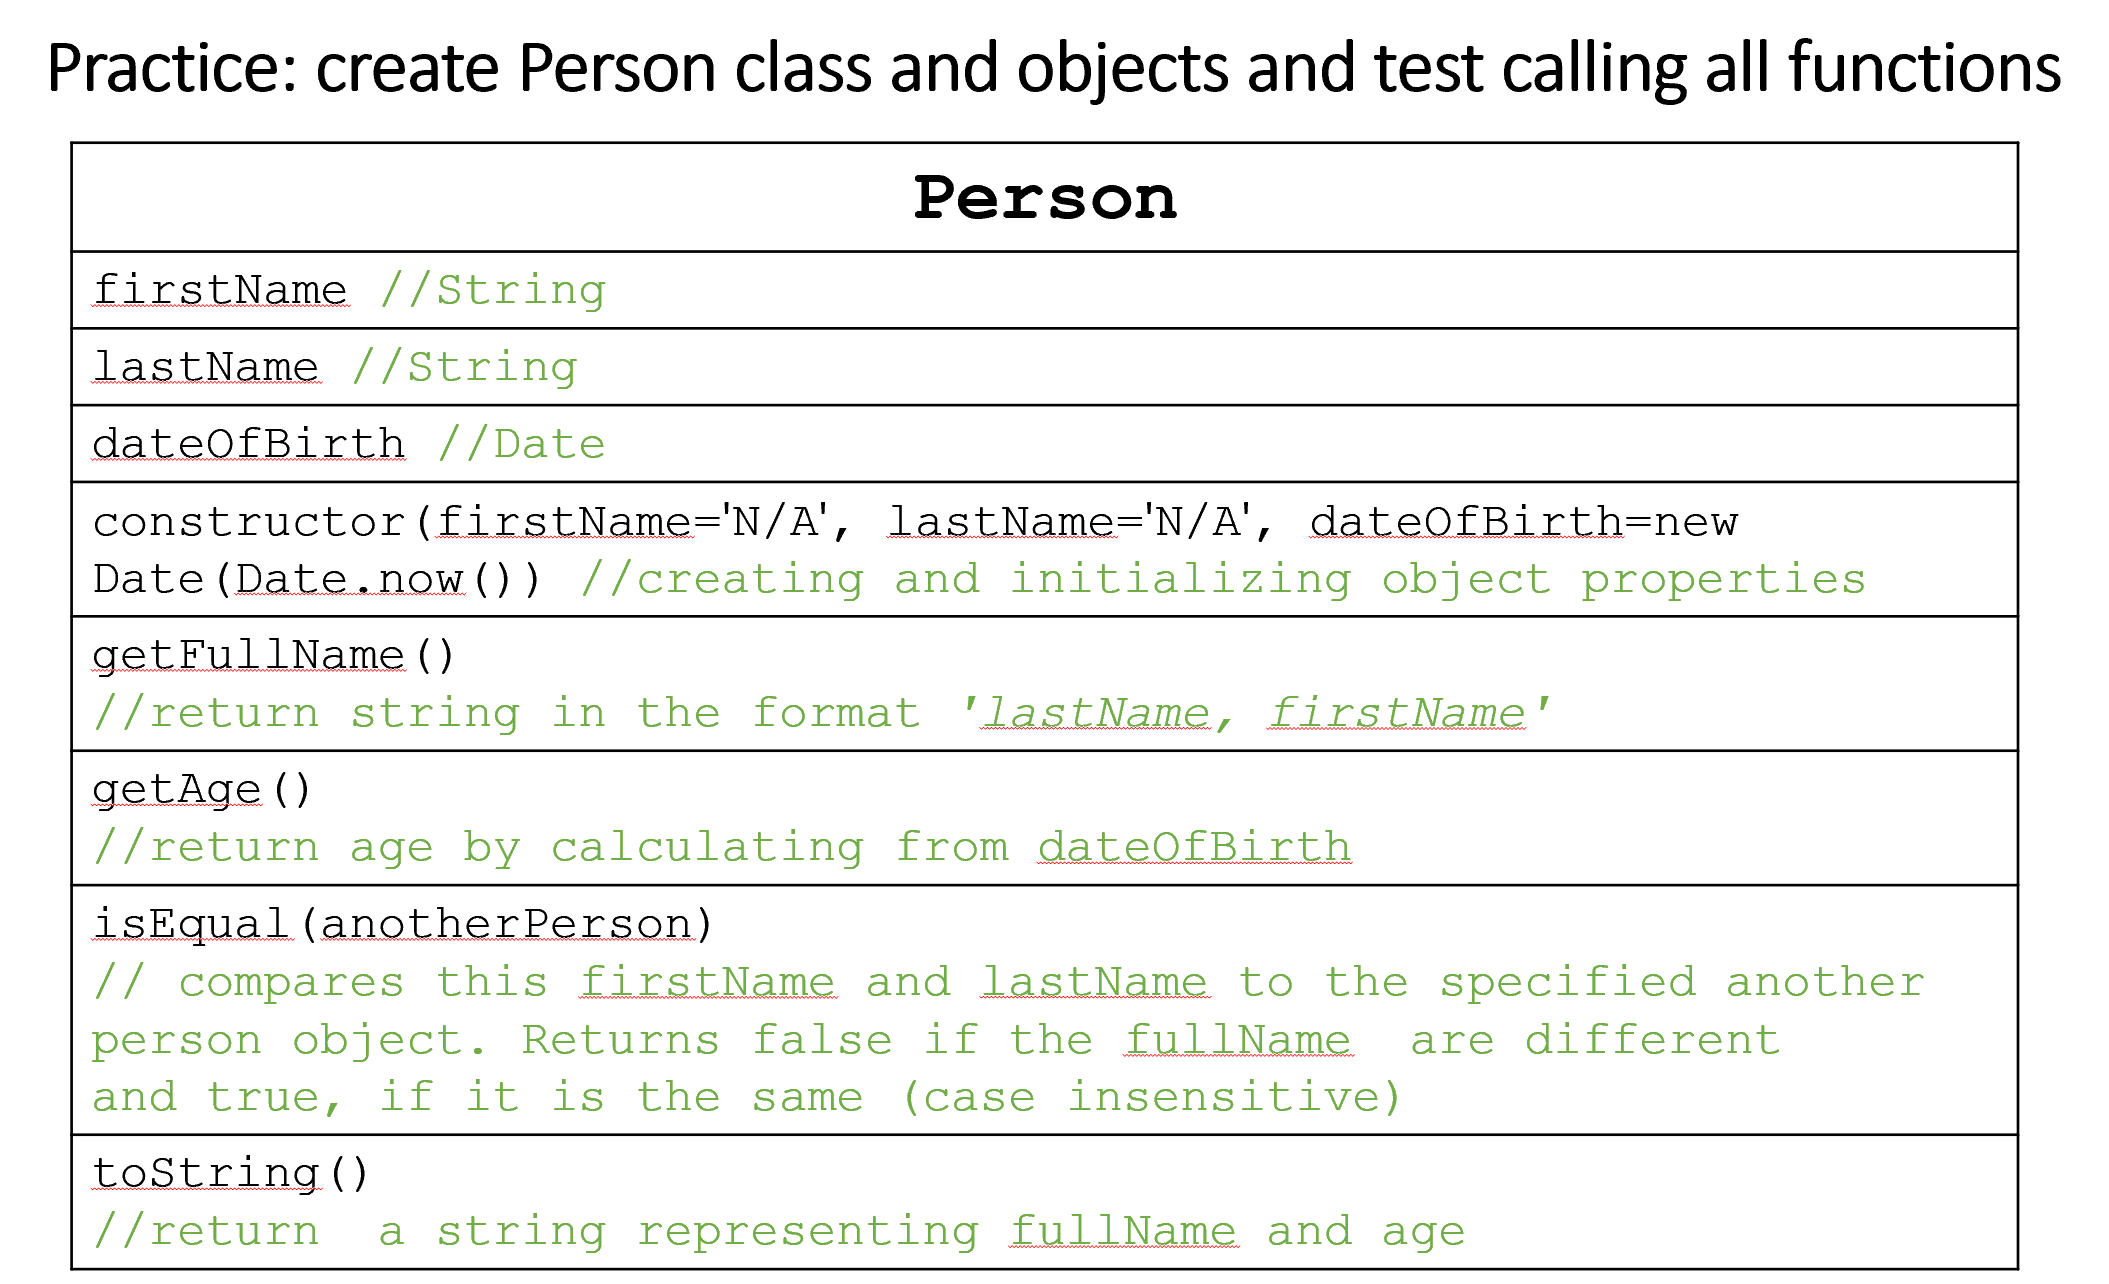 Practice: create Person class and objects and test calling all functions
Person
firstName //String
lastName //String
dateOfBirth //Date
constructor(firstName='N/A', lastName='N/A', dateOfBirth=new
Date(Date.now()) //creating and initializing object properties
getFullName()
//return string in the format 'lastName, firstName'
getAge()
//return age by calculating from dateOfBirth
isEqual(anotherPerson)
// compares this firstName and lastName to the specified another
person object. Returns false if the fullName  are different
and true, if it is the same (case insensitive)
toString()
//return  a string representing fullName and age